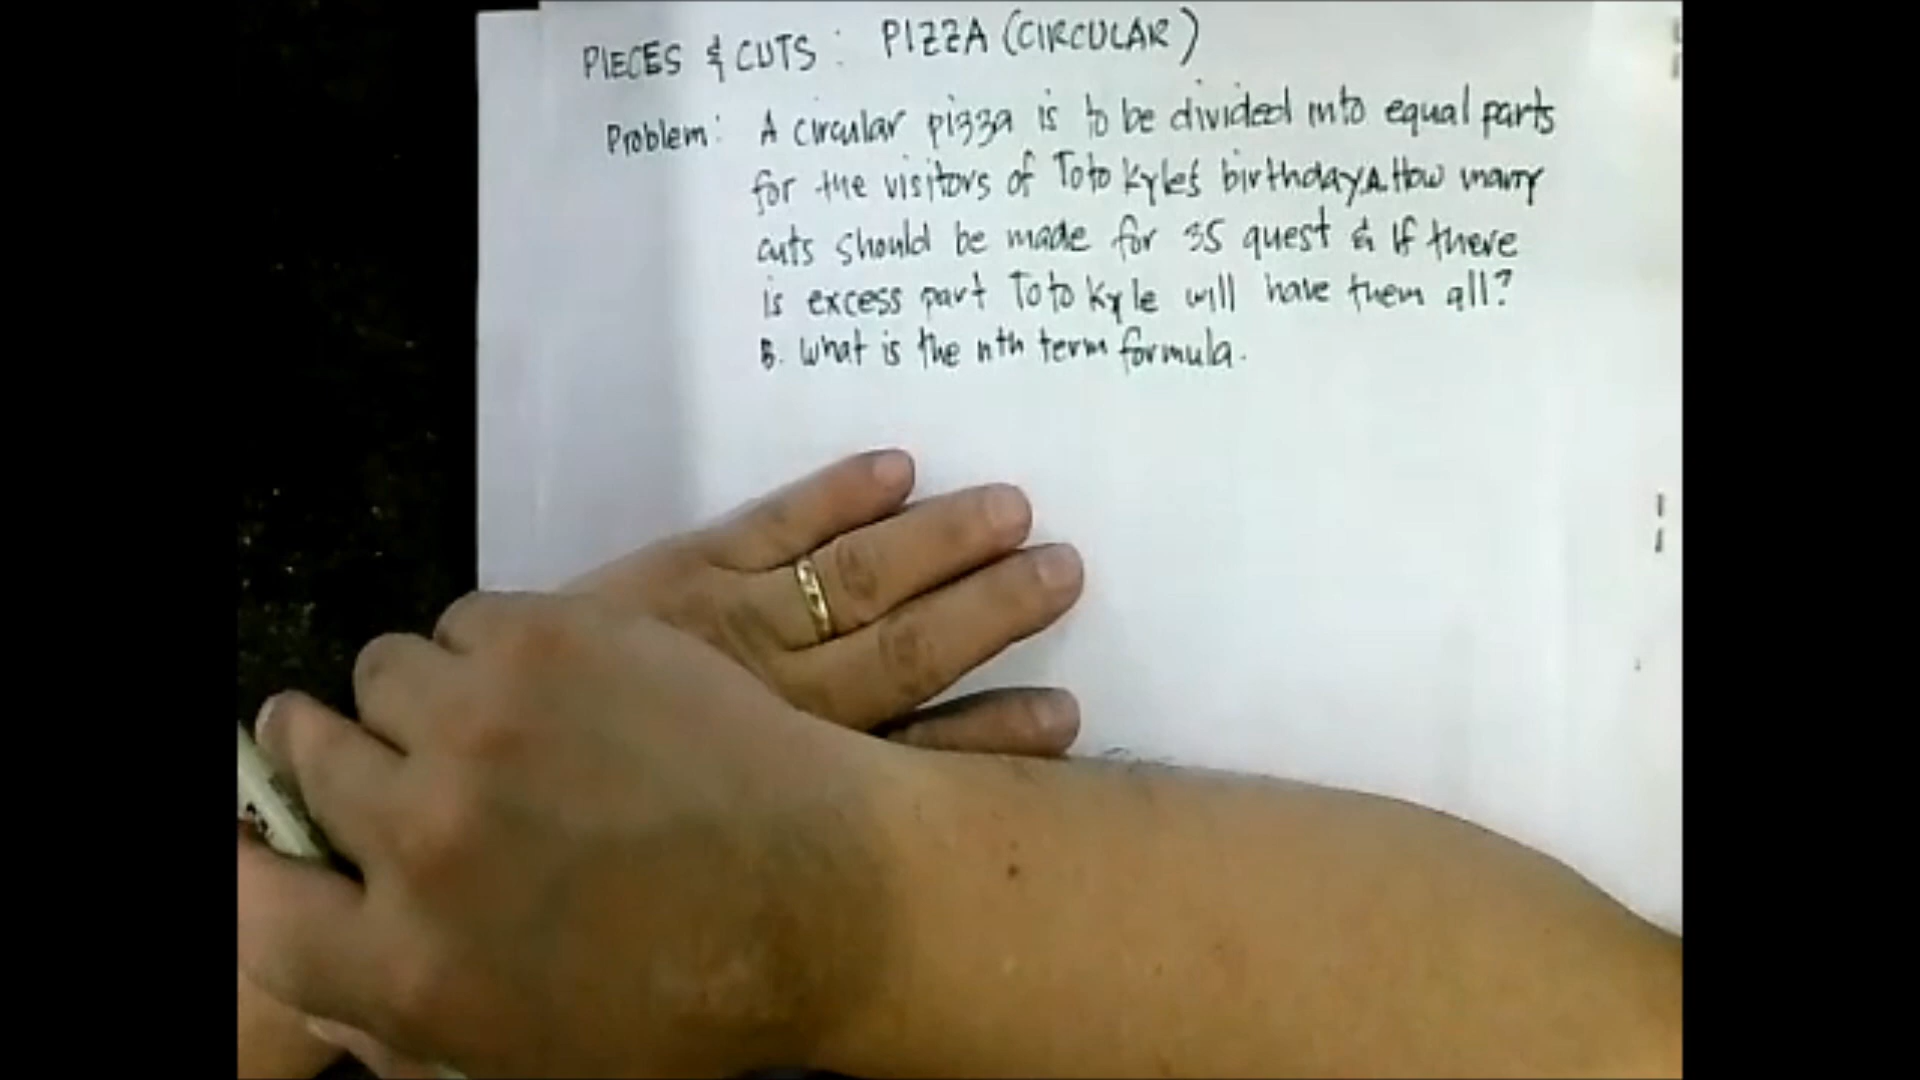 PIECES & CUTS : PIZZA (CIRCULAR)
Problem: A circular pizza is to be divided into equal parts
for the visitors of Toto Kyle's birthday. A. How many
cuts should be made for 35 quest & If there
is excess part Toto Kyle will have them all?
B. What is the nth term formula.